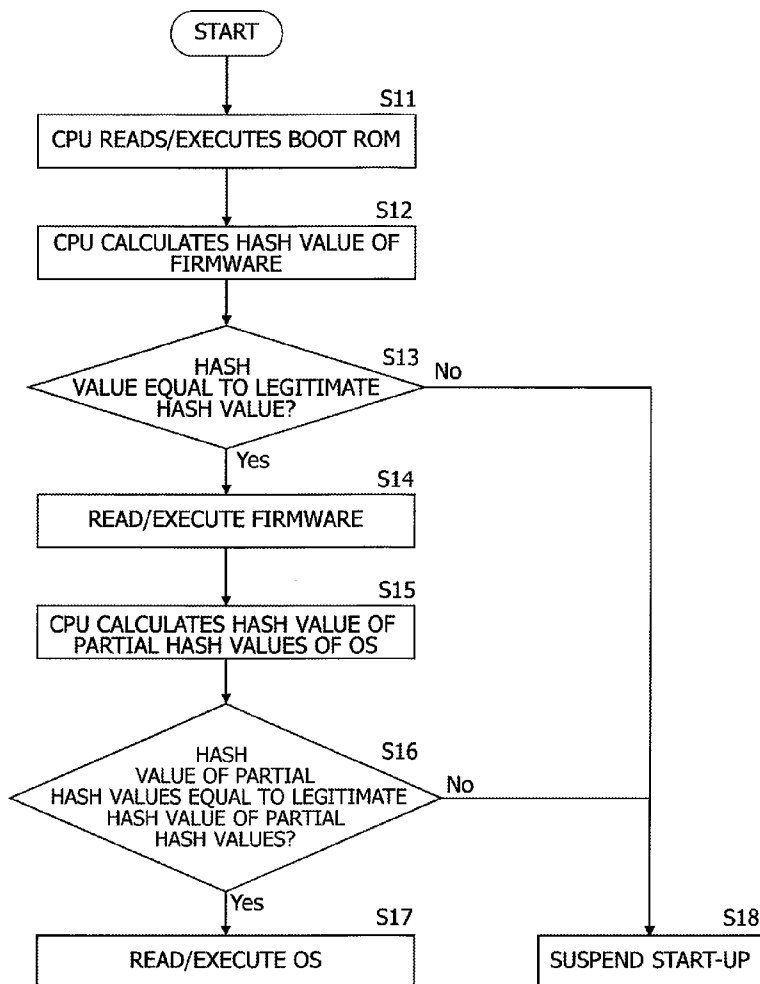 START
S11
CPU READS/EXECUTES BOOT ROM
S12
CPU CALCULATES HASH VALUE OF
FIRMWARE
S13
HASH
VALUE EQUAL TO LEGITIMATE
HASH VALUE?
No
Yes
S14
READ/EXECUTE FIRMWARE
S15
CPU CALCULATES HASH VALUE OF
PARTIAL HASH VALUES OF OS
S16
HASH
VALUE OF PARTIAL
HASH VALUES EQUAL TO LEGITIMATE
HASH VALUE OF PARTIAL
HASH VALUES?
No
Yes
S17
READ/EXECUTE OS
S18
SUSPEND START-UP